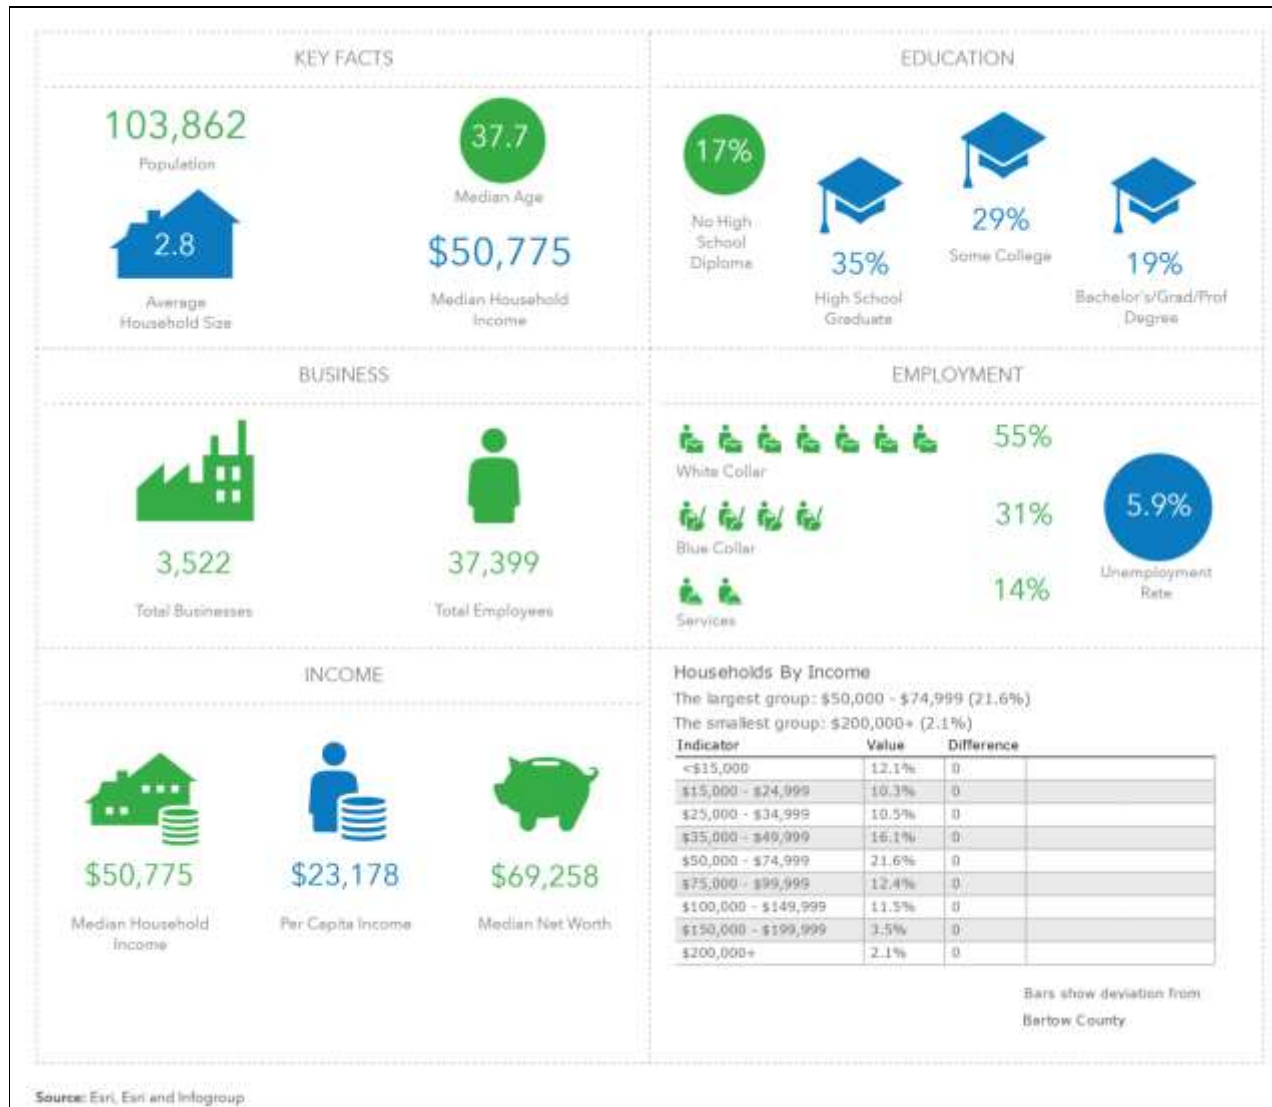 KEY FACTS
103,862
Population
37.7
Median Age
2.8
Average
Household Size
$50,775
Median Household
Income
EDUCATION
17%
No High
School
Diploma
35%
High School
Graduate
29%
Some College
19%
Bachelor's/Grad/Prof
Degree
BUSINESS
3,522
Total Businesses
37,399
Total Employees
EMPLOYMENT
55%
White Collar
31%
Blue Collar
14%
Services
5.9%
Unemployment
Rate
INCOME
$50,775
Median Household
Income
$23,178
Per Capita Income
$69,258
Median Net Worth
Households By Income
The largest group: $50,000 - $74,999 (21.6%)
The smallest group: $200,000+ (2.1%)
Indicator Value Difference
<$15,000 12.1% 0
$15,000 - $24,999 10.3% 0
$25,000 - $34,999 10.5% 0
$35,000 - $49,999 16.1% 0
$50,000 - $74,999 21.6% 0
$75,000 - $99,999 12.4% 0
$100,000 - $149,999 11.5% 0
$150,000 - $199,999 3.5% 0
$200,000+ 2.1% 0
Bars show deviation from
Bartow County
Source: Esri, Esri and Infogroup